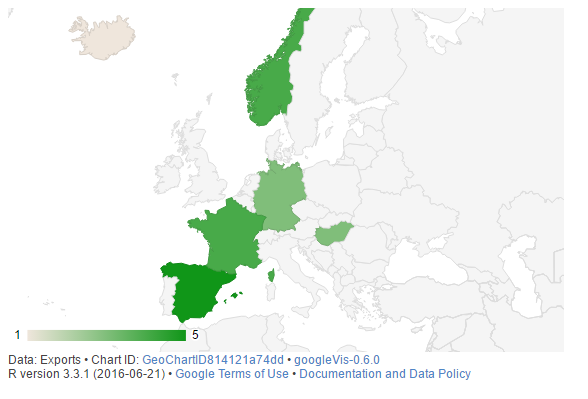 1 5
Data: Exports • Chart ID: GeoChartID814121a74dd • googleVis-0.6.0
R version 3.3.1 (2016-06-21) • Google Terms of Use • Documentation and Data Policy